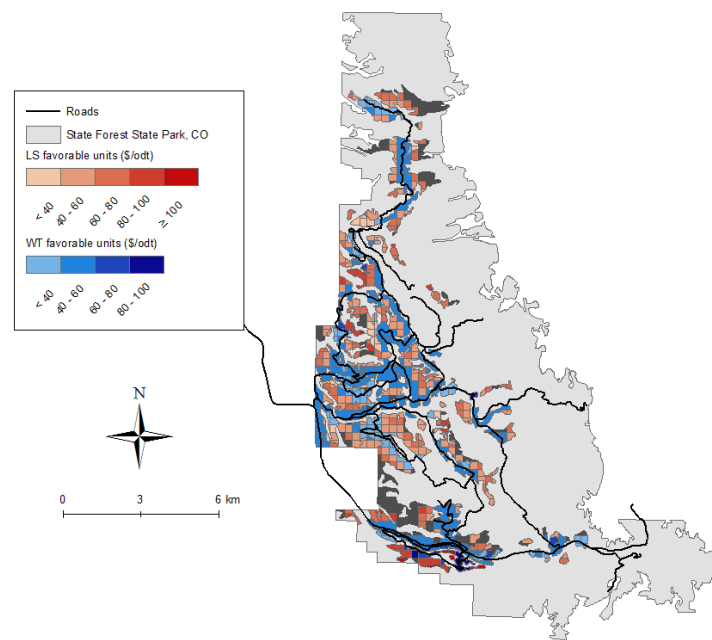 Roads
State Forest State Park, CO
LS favorable units ($/odt)
< 40
40 - 60
60 - 80
80 - 100
≥ 100
WT favorable units ($/odt)
< 40
40 - 60
60 - 80
80 - 100
N
0 3 6 km